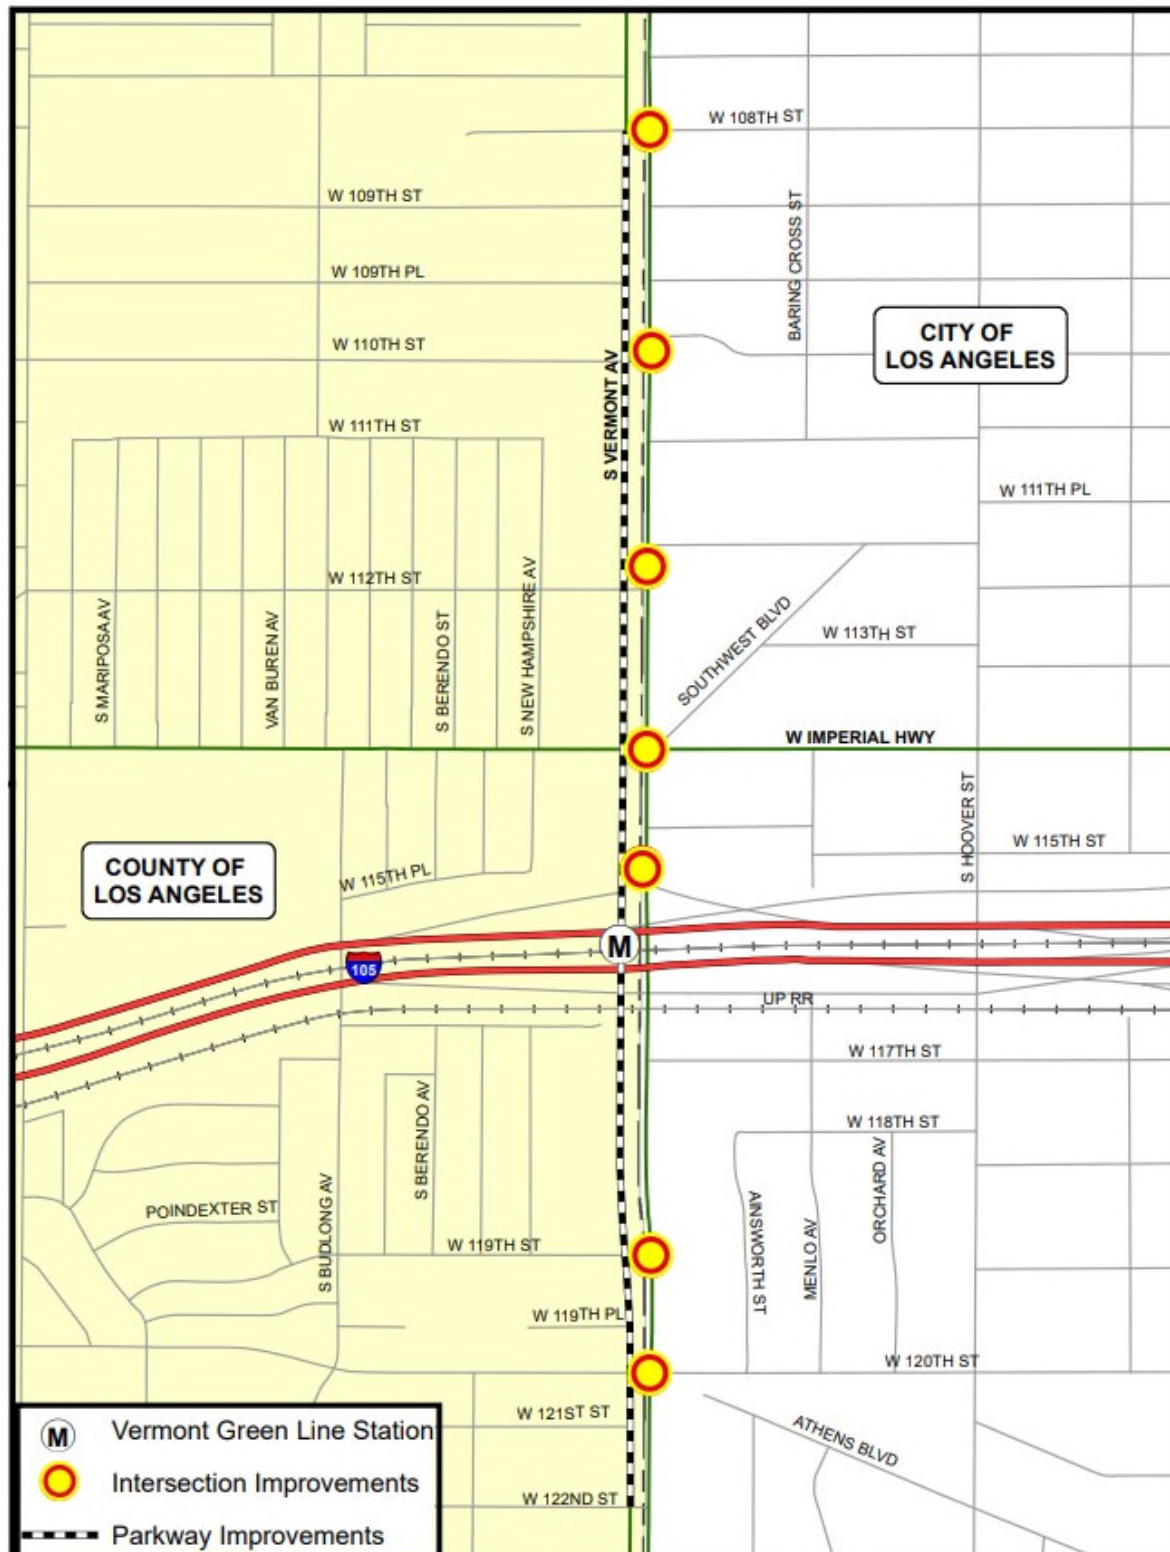 W 108TH ST
W 109TH ST
BARING CROSS ST
W 109TH PL
CITY OF
LOS ANGELES
W 110TH ST
S VERMONT AV
W 111TH ST
W 111TH PL
W 112TH ST
S MARIPOSA AV
VAN BUREN AV
S BERENDO ST
S NEW HAMPSHIRE AV
SOUTHWEST BLVD
W 113TH ST
W IMPERIAL HWY
S HOOVER ST
W 115TH ST
COUNTY OF
LOS ANGELES
W 115TH PL
M
105
UP RR
W 117TH ST
S BERENDO AV
W 118TH ST
ORCHARD AV
POINDEXTER ST
S BUDLONG AV
AINSWORTH ST
MENLO AV
W 119TH ST
W 119TH PL
W 120TH ST
W 121ST ST
ATHENS BLVD
W 122ND ST
M Vermont Green Line Station
Intersection Improvements
Parkway Improvements